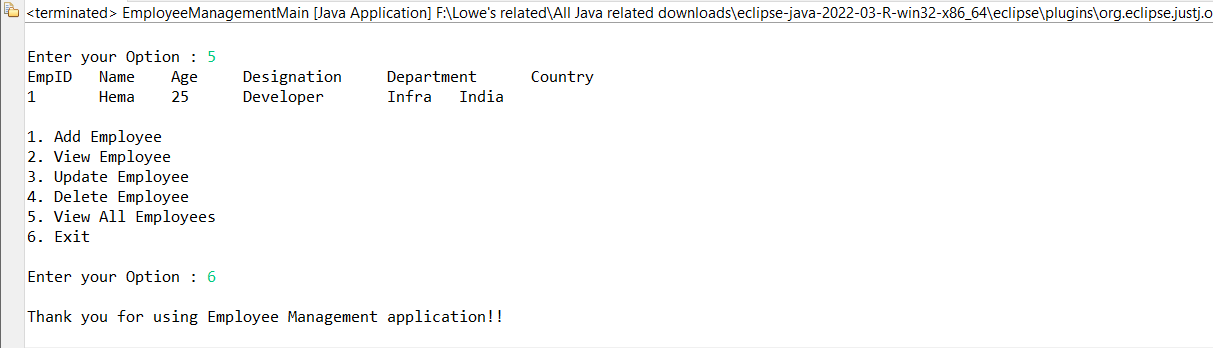 <terminated> EmployeeManagementMain [Java Application] F:\Lowe's related\All Java related downloads\eclipse-java-2022-03-R-win32-x86_64\eclipse\plugins\org.eclipse.justj.o
Enter your Option : 5
EmpID Name Age Designation Department Country
1 Hema 25 Developer Infra India
1. Add Employee
2. View Employee
3. Update Employee
4. Delete Employee
5. View All Employees
6. Exit
Enter your Option : 6
Thank you for using Employee Management application!!